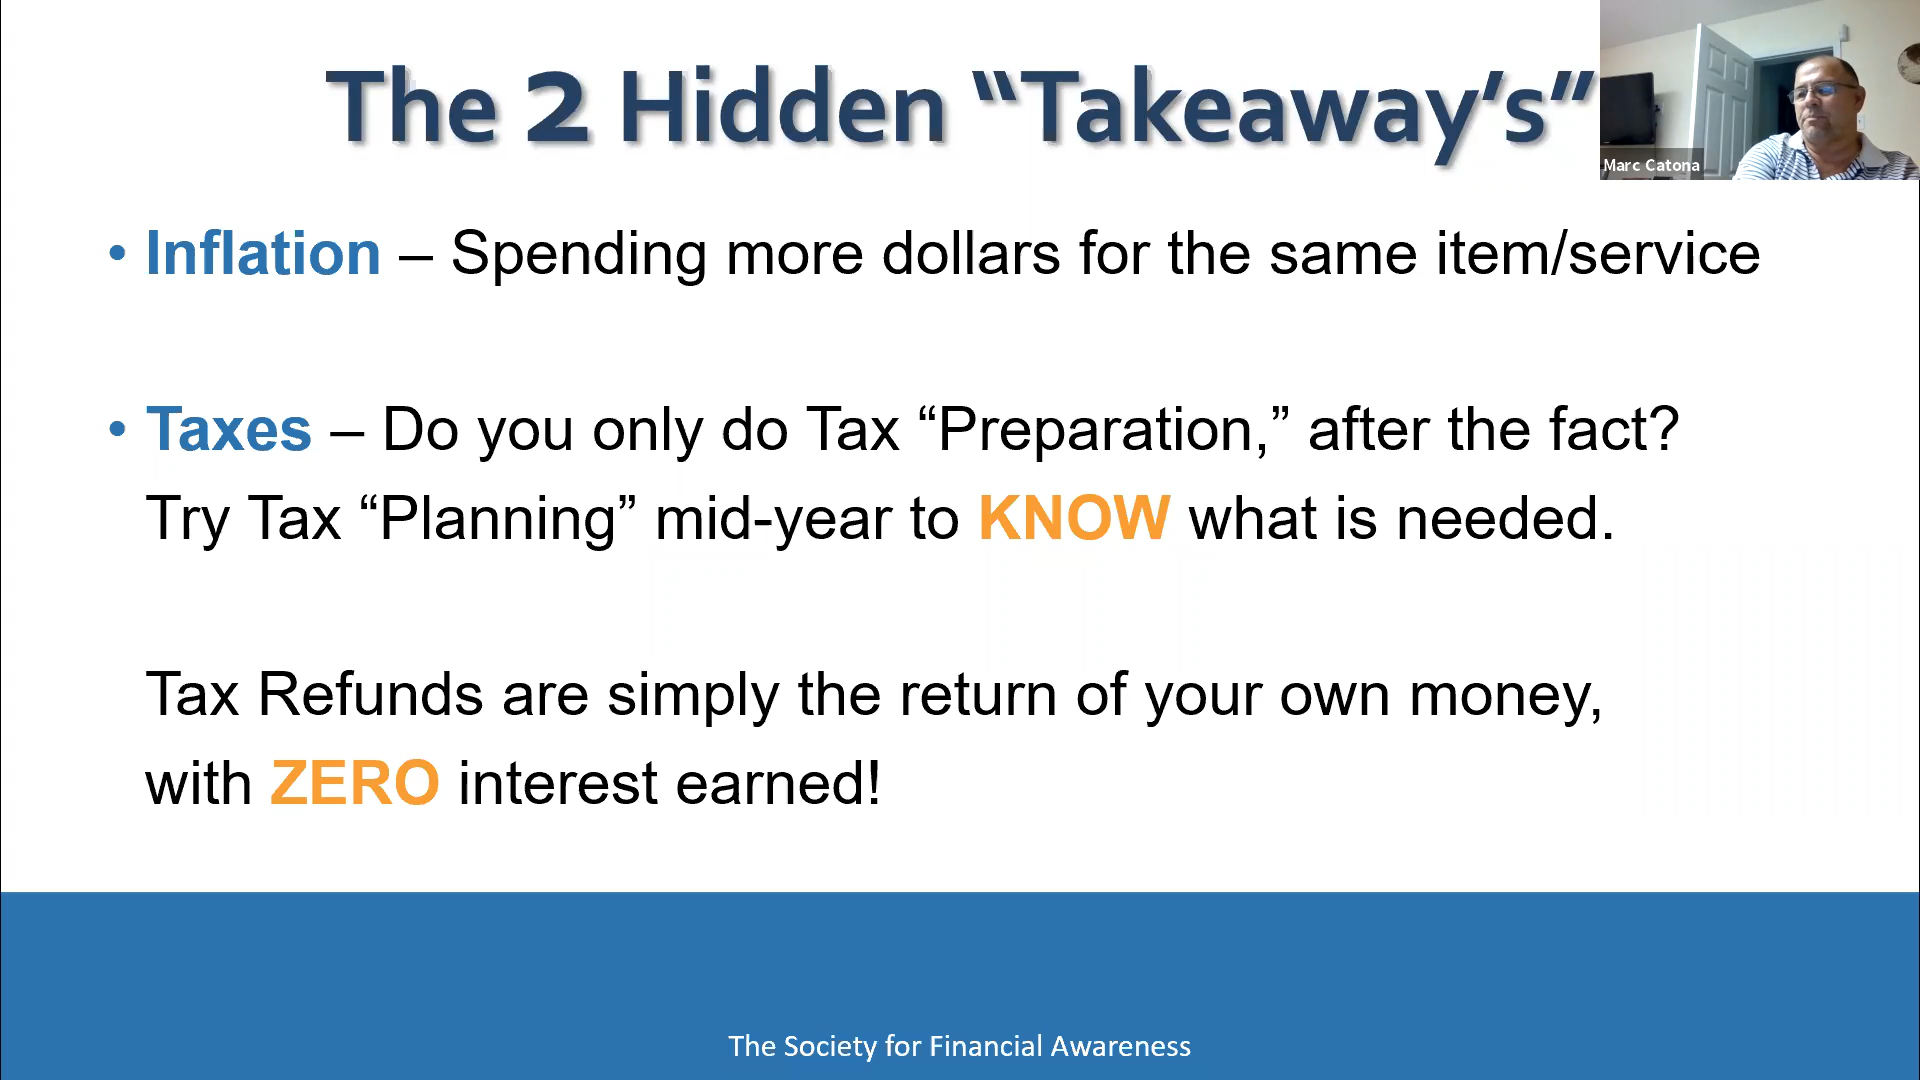 The 2 Hidden “Takeaway’s”
Marc Catona
• Inflation – Spending more dollars for the same item/service
• Taxes – Do you only do Tax “Preparation,” after the fact?
Try Tax “Planning” mid-year to KNOW what is needed.
Tax Refunds are simply the return of your own money,
with ZERO interest earned!
The Society for Financial Awareness